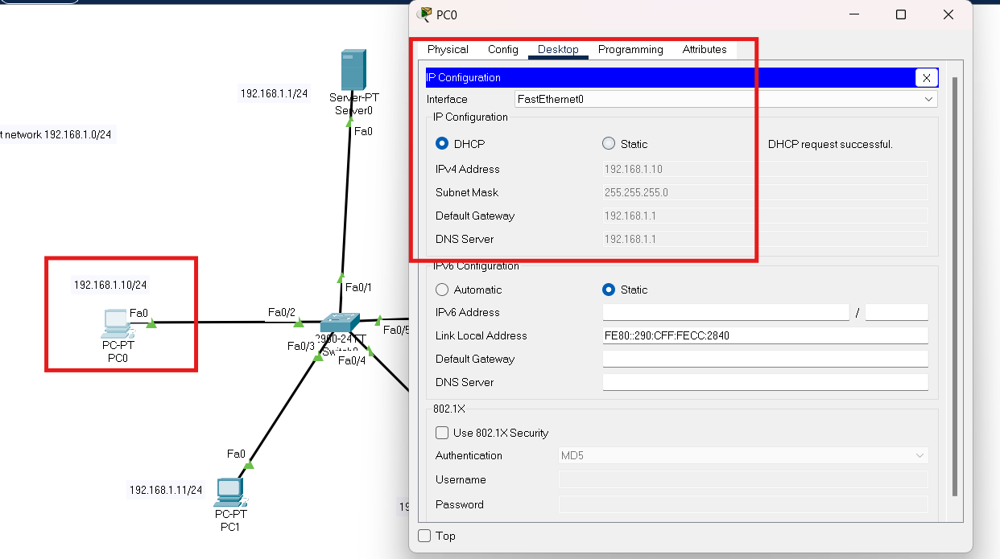 192.168.1.1/24
Server-PT
Server0
Fa0
t network 192.168.1.0/24
Fa0/1
192.168.1.10/24
Fa0
PC-PT
PC0
Fa0/2
Fa0/5
Fa0/3
Fa0/4
Fa0
192.168.1.11/24
PC-PT
PC1
PC0
Physical Config Desktop Programming Attributes
IP Configuration X
Interface FastEthernet0
IP Configuration
DHCP Static DHCP request successful.
IPv4 Address 192.168.1.10
Subnet Mask 255.255.255.0
Default Gateway 192.168.1.1
DNS Server 192.168.1.1
IPv6 Configuration
Automatic Static
IPv6 Address /
Link Local Address FE80::290:CFF:FECC:2840
Default Gateway
DNS Server
802.1X
Use 802.1X Security
Authentication MD5
Username
Password
Top